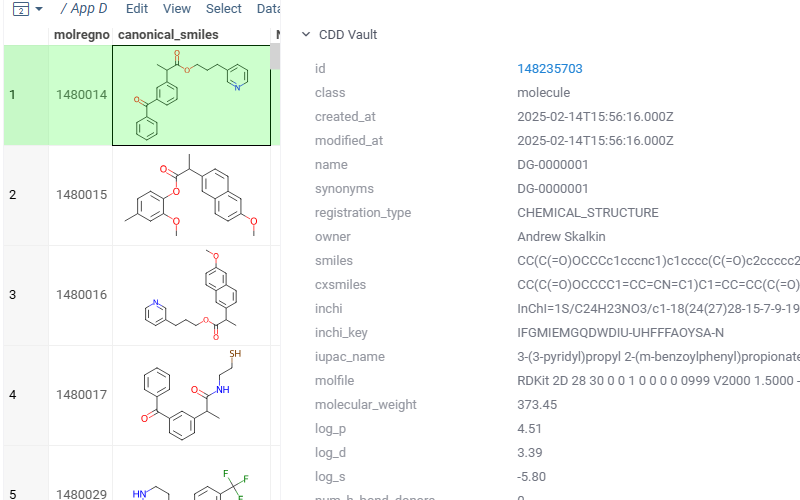 2 / App D Edit View Select Data
molregno canonical_smiles
1 1480014
O O N O
2 1480015
O O O O
3 1480016
O N O O
4 1480017
SH O NH O
5 1480029
HN F F F
CDD Vault
id 148235703
class molecule
created_at 2025-02-14T15:56:16.000Z
modified_at 2025-02-14T15:56:16.000Z
name DG-0000001
synonyms DG-0000001
registration_type CHEMICAL_STRUCTURE
owner Andrew Skalkin
smiles CC(C(=O)OCCCc1cccnc1)c1cccc(C(=O)c2ccccc2
cxsmiles CC(C(=O)OCCCC1=CC=CN=C1)C1=CC=CC(C(=O)
inchi InChI=1S/C24H23NO3/c1-18(24(27)28-15-7-9-19
inchi_key IFGMIEMGQDWDIU-UHFFFAOYSA-N
iupac_name 3-(3-pyridyl)propyl 2-(m-benzoylphenyl)propionate
molfile RDKit 2D 28 30 0 0 1 0 0 0 0 0999 V2000 1.5000 -
molecular_weight 373.45
log_p 4.51
log_d 3.39
log_s -5.80
num_h_bond_donors 0